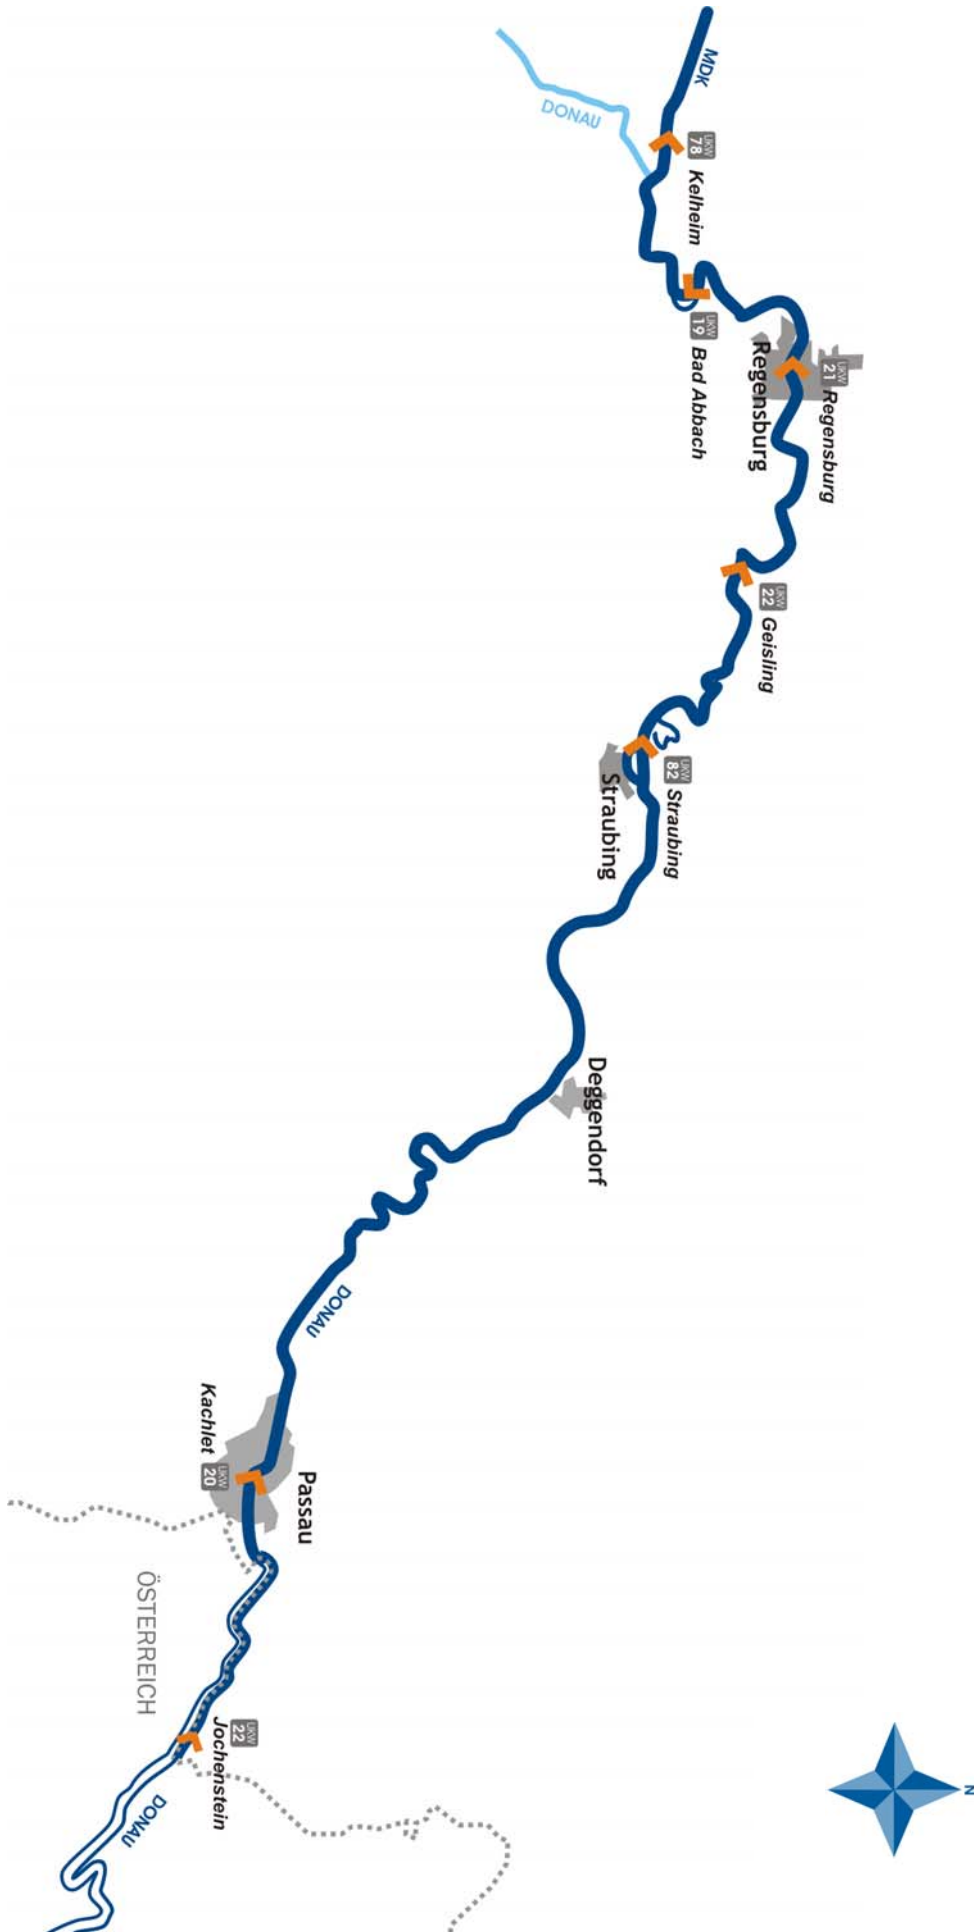 MDK
DONAU
UKW
78
Kelheim
UKW
19
Bad Abbach
Regensburg
UKW
21
Regensburg
UKW
22
Geisling
UKW
82
Straubing
Straubing
Deggendorf
DONAU
Kachlet
UKW
20
Passau
ÖSTERREICH
UKW
22
Jochenstein
DONAU
N